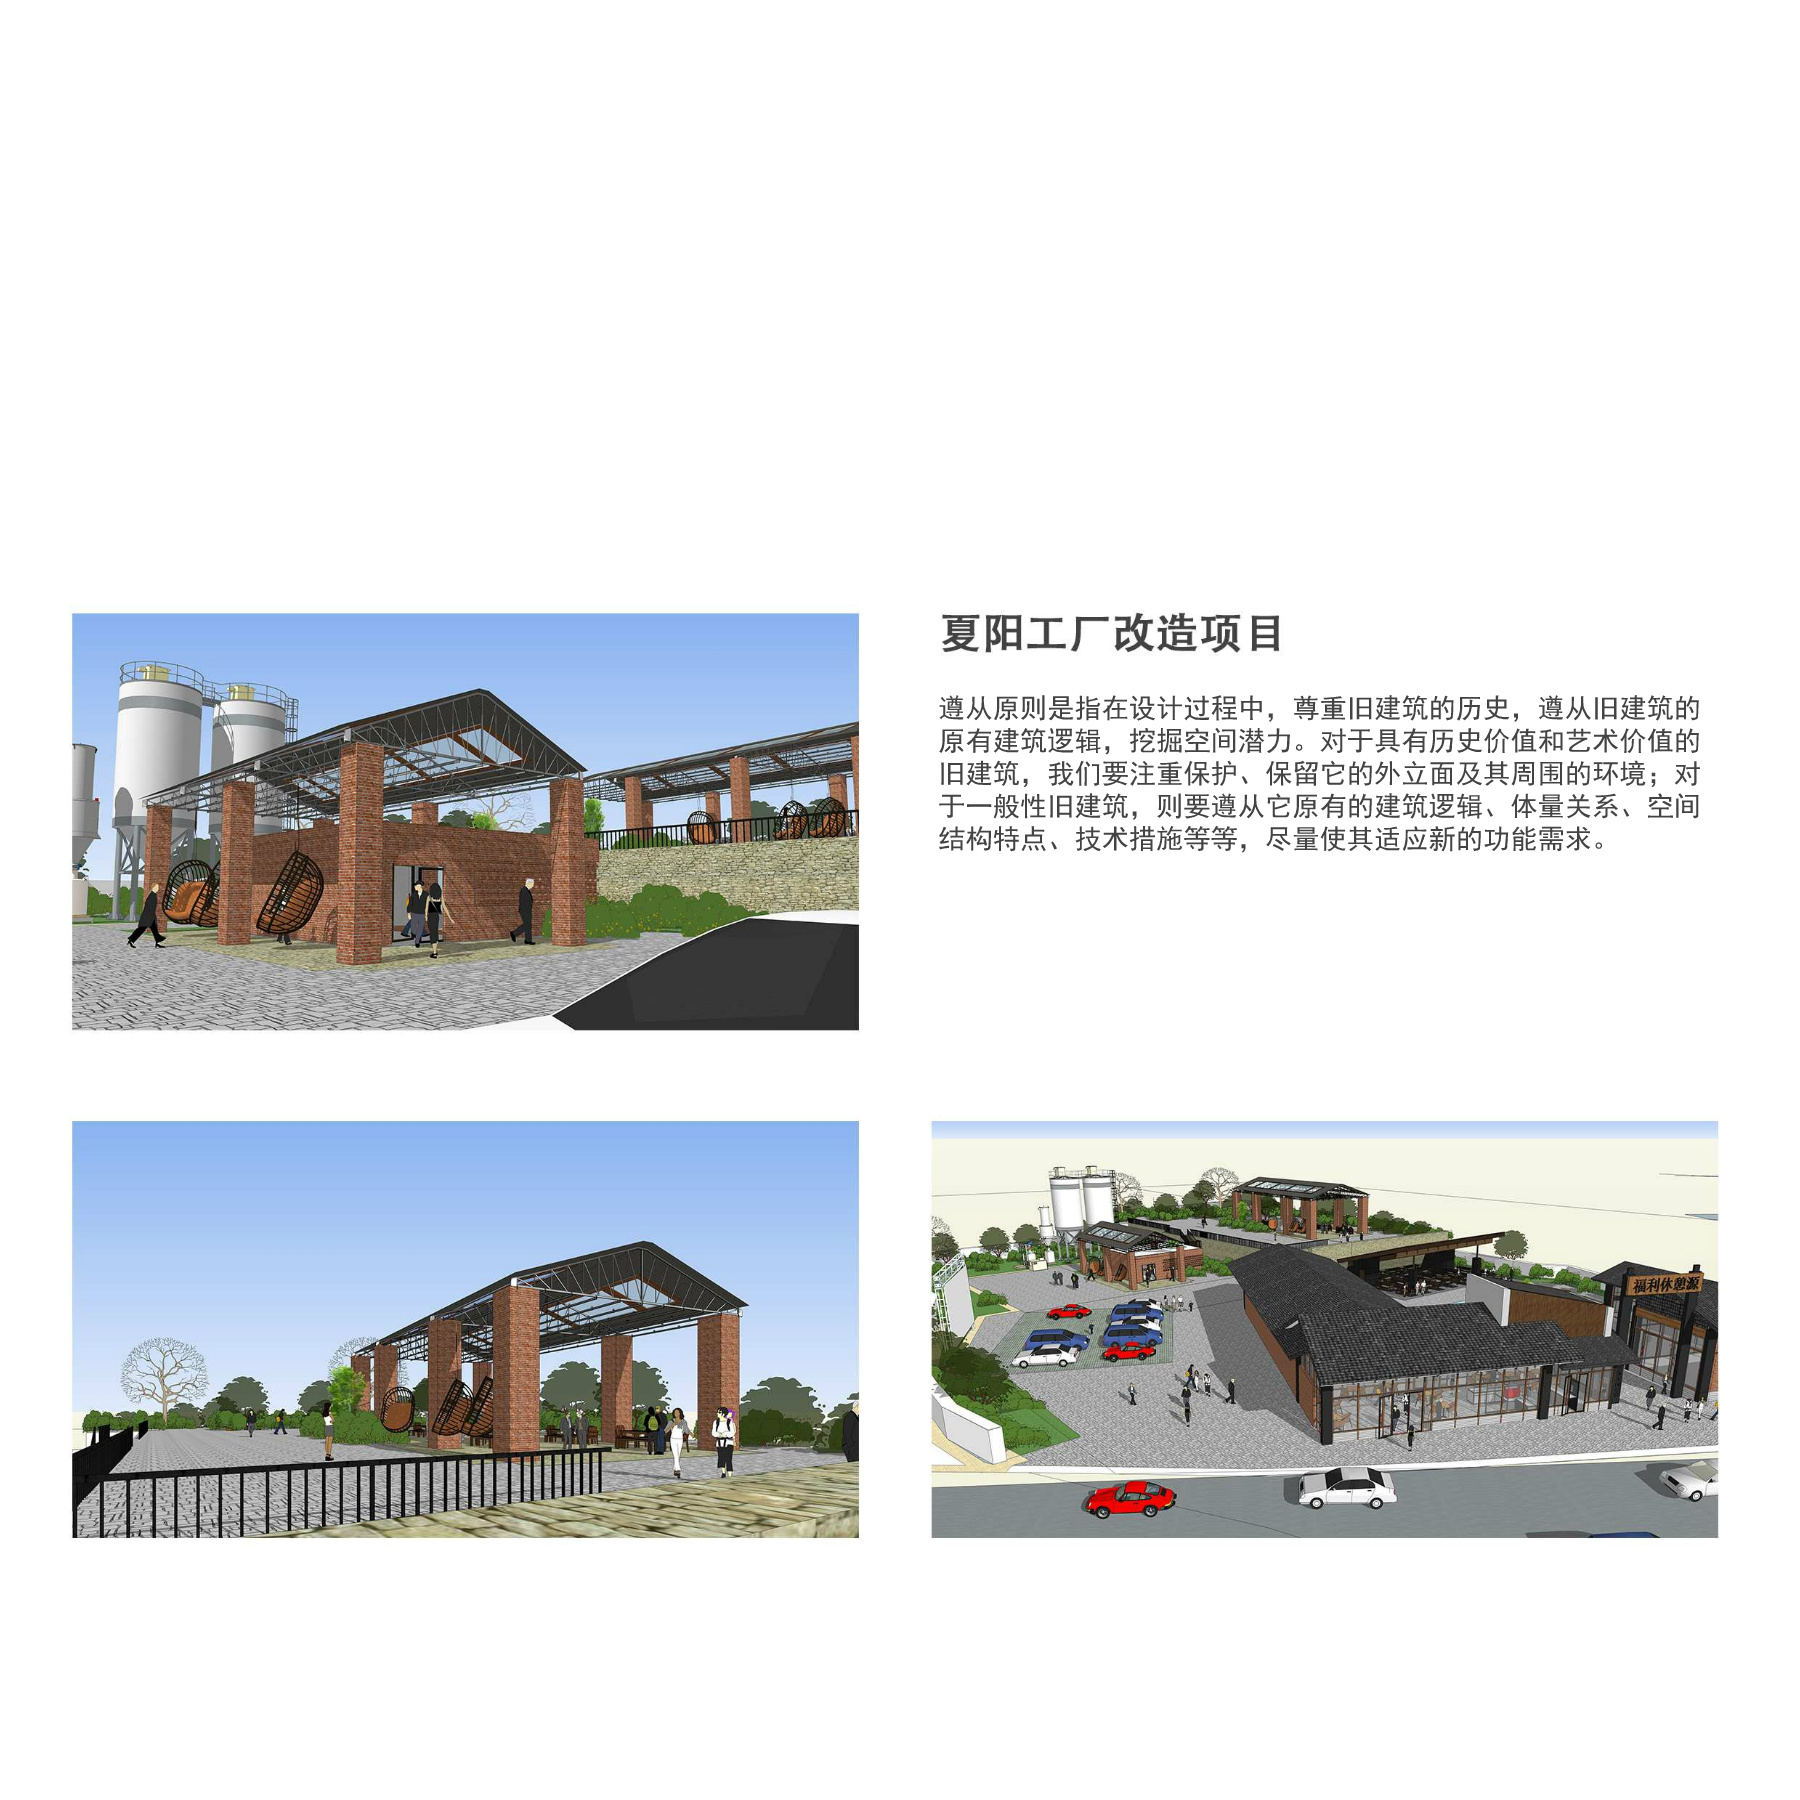 夏阳工厂改造项目
遵从原则是指在设计过程中，尊重旧建筑的历史，遵从旧建筑的
原有建筑逻辑，挖掘空间潜力。对于具有历史价值和艺术价值的
旧建筑，我们要注重保护、保留它的外立面及其周围的环境；对
于一般性旧建筑，则要遵从它原有的建筑逻辑、体量关系、空间
结构特点、技术措施等等，尽量使其适应新的功能需求。
福利休憩源